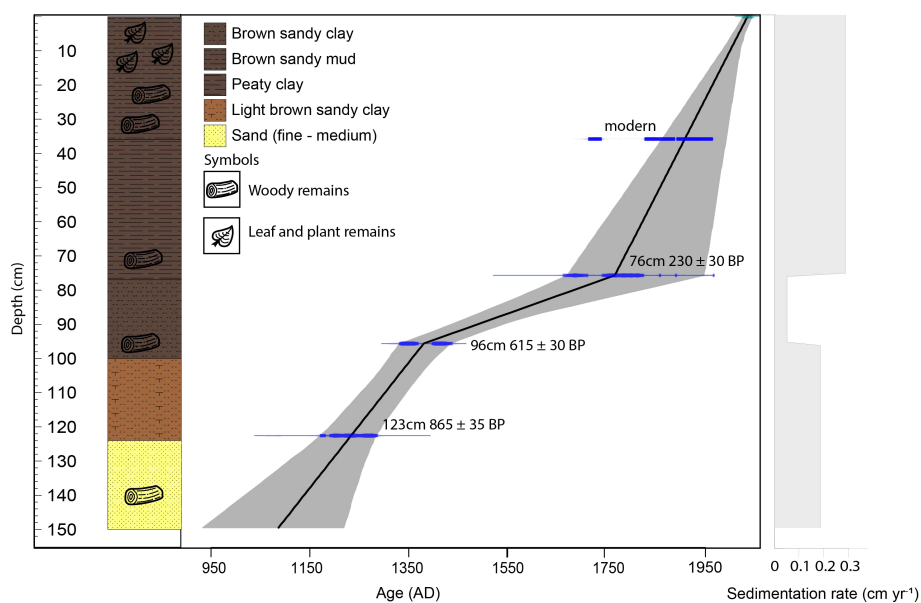 Brown sandy clay
Brown sandy mud
Peaty clay
Light brown sandy clay
Sand (fine - medium)
Symbols
Woody remains
Leaf and plant remains
modern
76cm 230 ± 30 BP
96cm 615 ± 30 BP
123cm 865 ± 35 BP
Depth (cm)
10
20
30
40
50
60
70
80
90
100
110
120
130
140
150
950 1150 1350 1550 1750 1950
Age (AD)
0 0.1 0.2 0.3
Sedimentation rate (cm yr⁻¹)